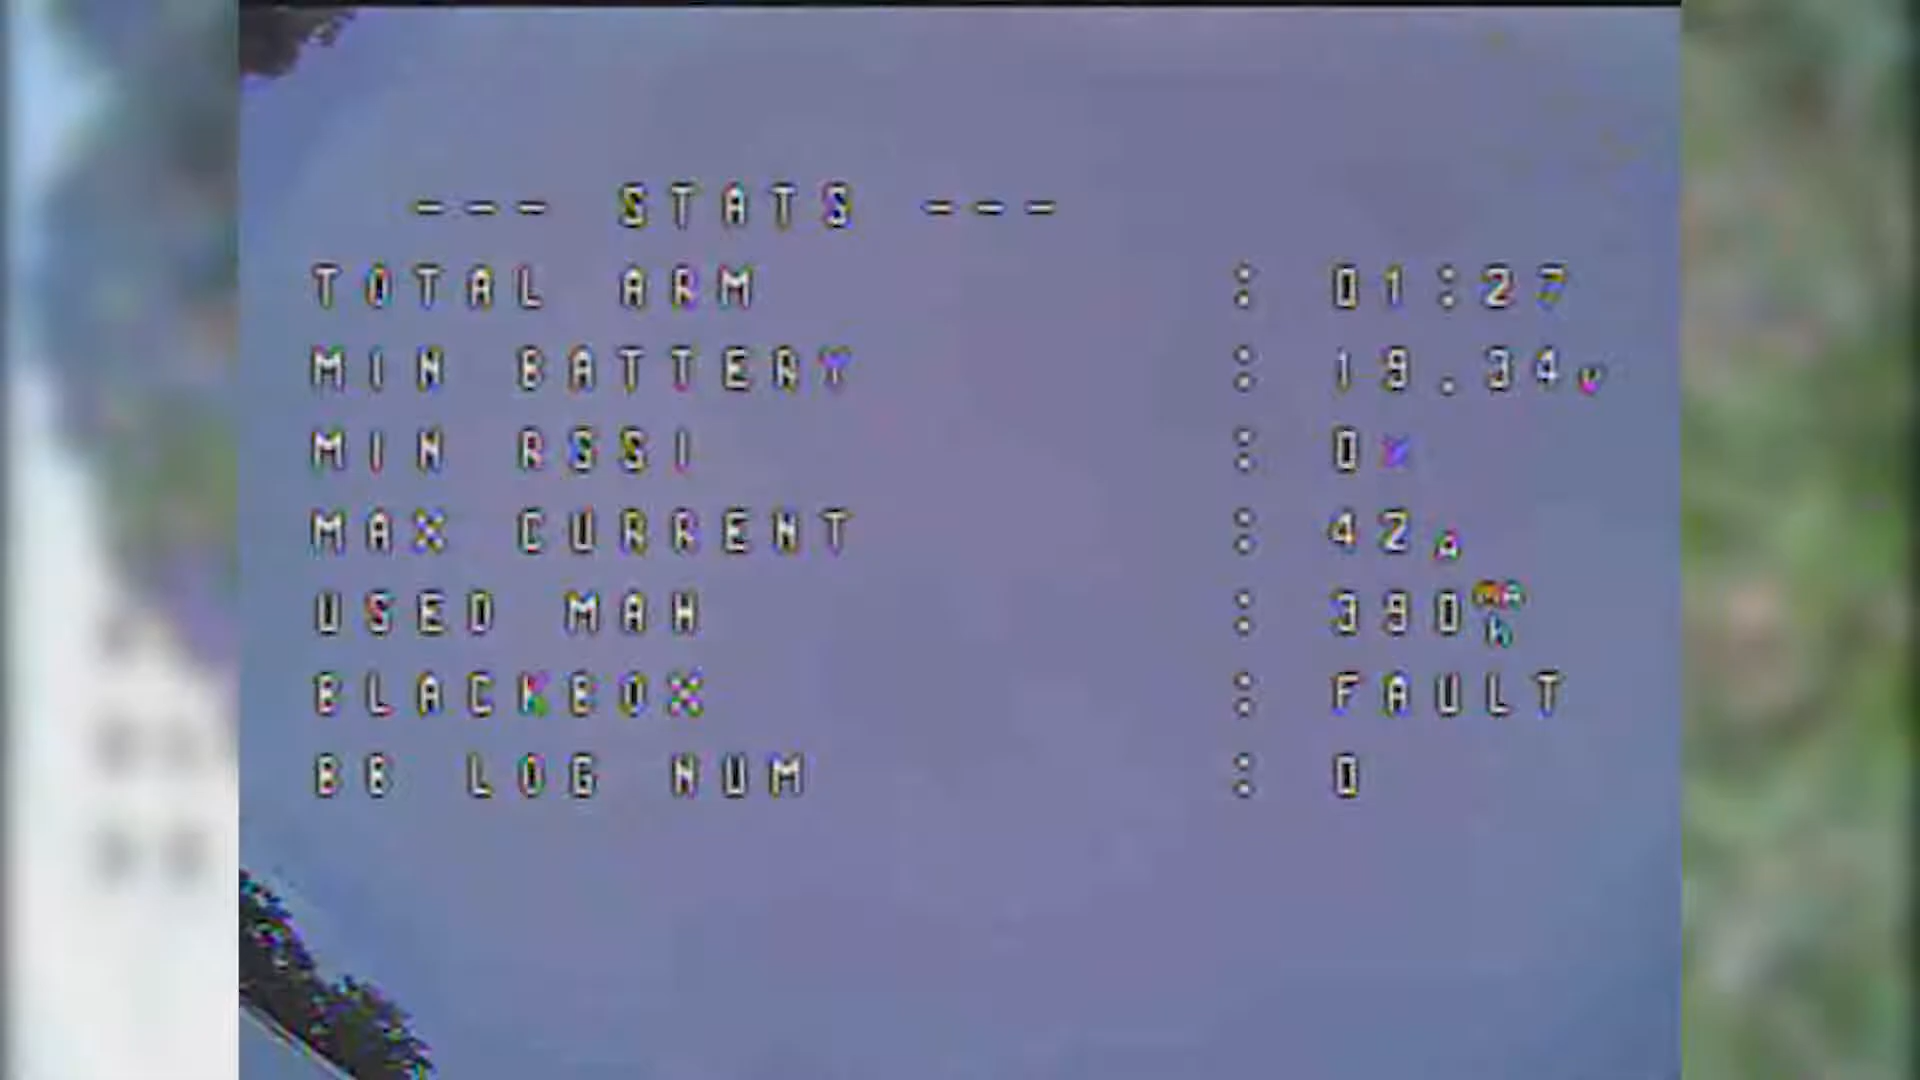 --- STATS ---
TOTAL ARM : 01:27
MIN BATTERY : 19.34V
MIN RSSI : 0%
MAX CURRENT : 42A
USED MAH : 390MAh
BLACKBOX : FAULT
BB LOG NUM : 0